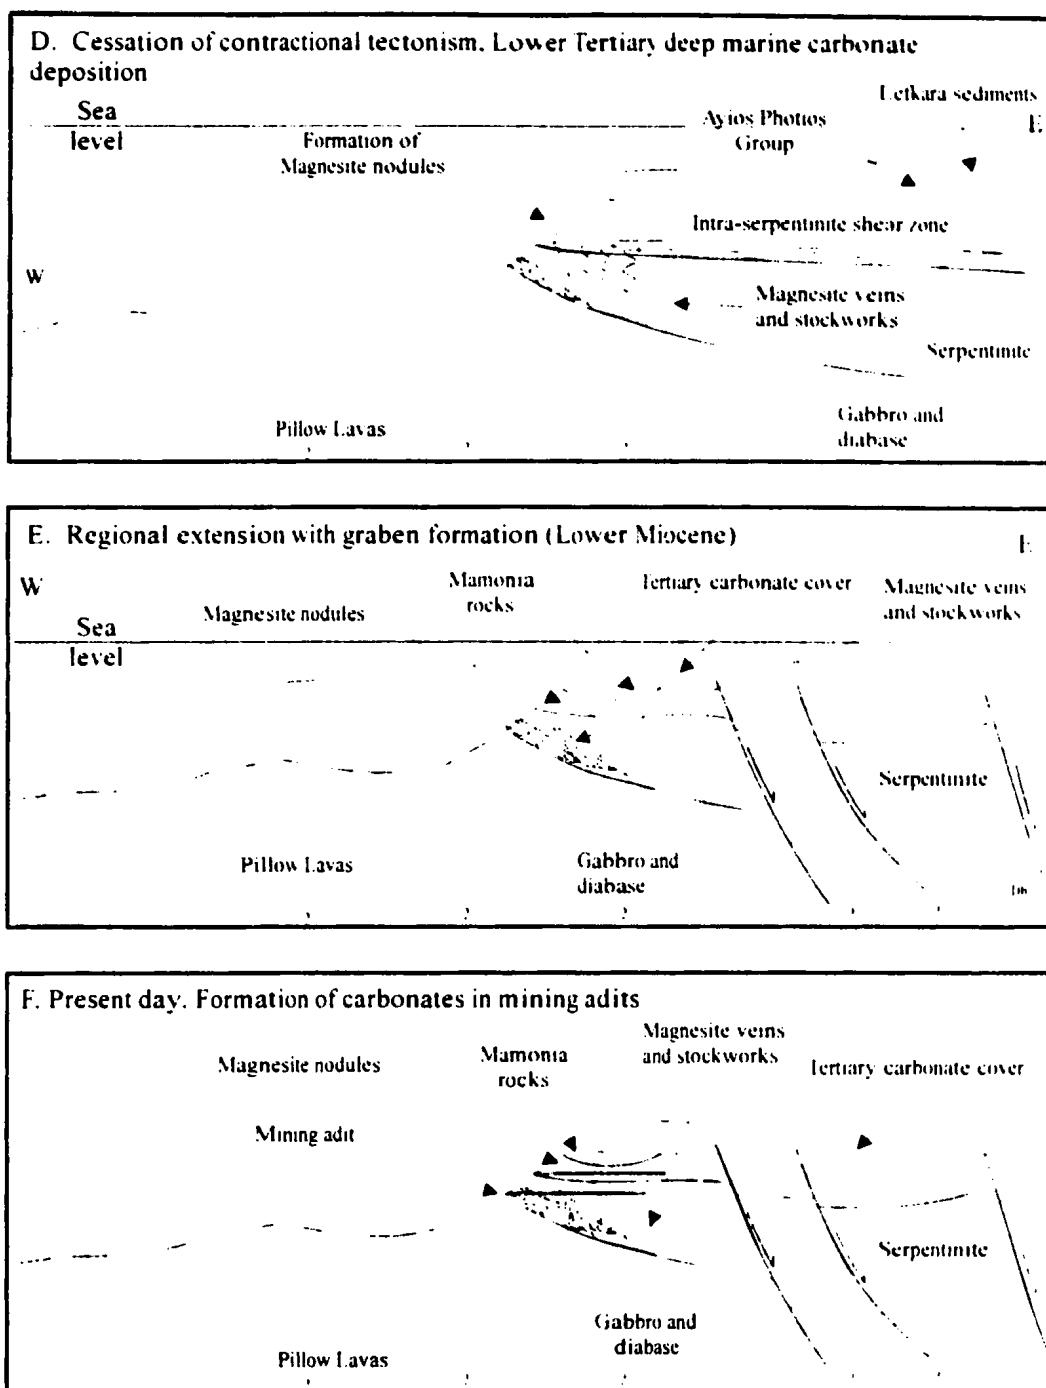 D. Cessation of contractional tectonism. Lower Tertiary deep marine carbonate
deposition
Lefkara sediments
Sea
level
Ayios Photios
Group
E
Formation of
Magnesite nodules
Intra-serpentinite shear zone
W
Magnesite veins
and stockworks
Serpentinite
Gabbro and
diabase
Pillow Lavas
E. Regional extension with graben formation (Lower Miocene)
E
W
Mamonia
rocks
Tertiary carbonate cover
Magnesite veins
and stockworks
Magnesite nodules
Sea
level
Serpentinite
Pillow Lavas
Gabbro and
diabase
F. Present day. Formation of carbonates in mining adits
Magnesite veins
and stockworks
Magnesite nodules
Mamonia
rocks
Tertiary carbonate cover
Mining adit
Serpentinite
Gabbro and
diabase
Pillow Lavas